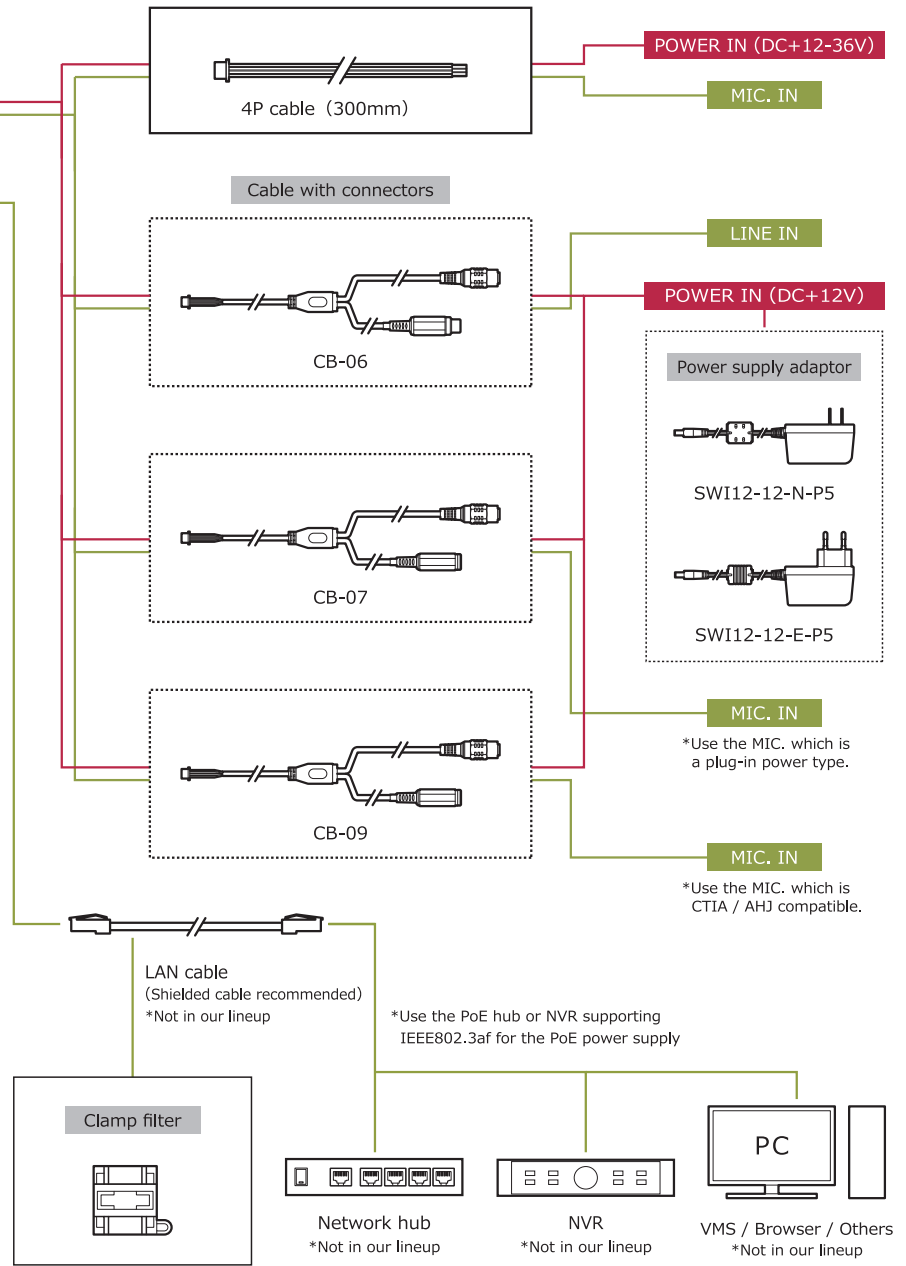 POWER IN (DC+12-36V)
MIC. IN
4P cable (300mm)
Cable with connectors
LINE IN
POWER IN (DC+12V)
CB-06
Power supply adaptor
SWI12-12-N-P5
CB-07
SWI12-12-E-P5
MIC. IN
*Use the MIC. which is
a plug-in power type.
CB-09
MIC. IN
*Use the MIC. which is
CTIA / AHJ compatible.
LAN cable
(Shielded cable recommended)
*Not in our lineup
*Use the PoE hub or NVR supporting
IEEE802.3af for the PoE power supply
Clamp filter
PC
Network hub
*Not in our lineup
NVR
*Not in our lineup
VMS / Browser / Others
*Not in our lineup